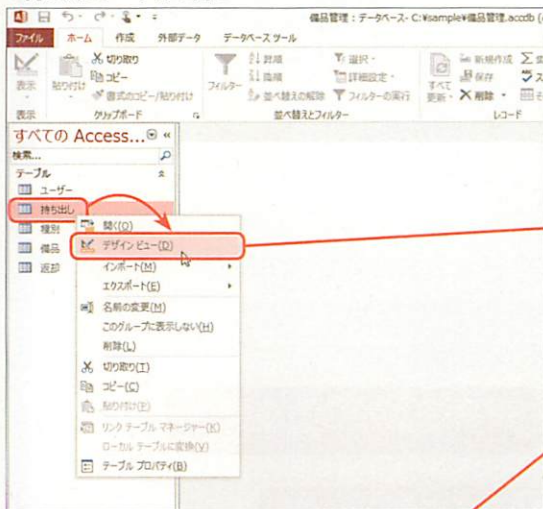 備品管理 : データベース- C:¥sample¥備品管理.accdb (
ファイル ホーム 作成 外部データ データベース ツール
表示
貼り付け
切り取り
コピー
書式のコピー/貼り付け
フィルター
昇順
降順
並べ替えの解除
選択
詳細設定
フィルターの実行
すべて
更新
新規作成
保存
削除
表示 クリップボード 並べ替えとフィルター レコード
すべての Access...
検索...
テーブル
ユーザー
持ち出し
種別
備品
返却
開く(O)
デザイン ビュー(D)
インポート(M)
エクスポート(E)
名前の変更(M)
このグループに表示しない(H)
削除(L)
切り取り(T)
コピー(C)
貼り付け(P)
リンク テーブル マネージャー(K)
ローカル テーブルに変換(V)
テーブル プロパティ(B)